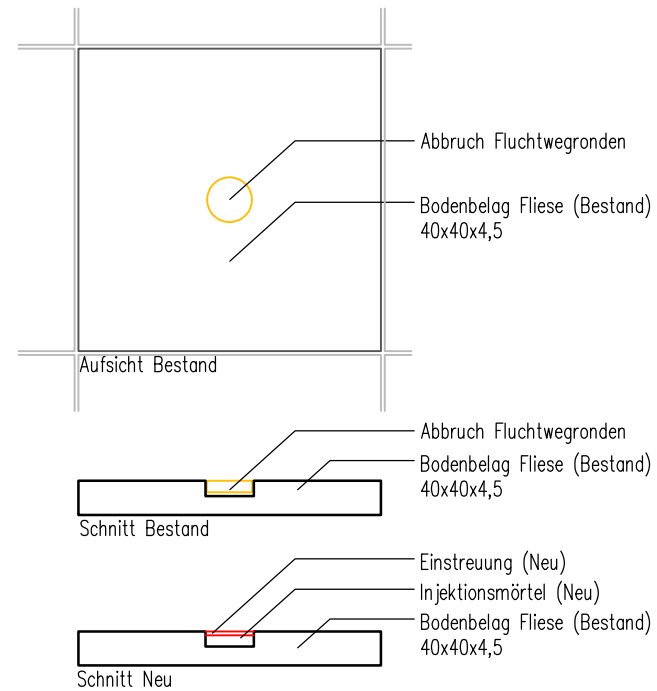 Abbruch Fluchtwegronden
Bodenbelag Fliese (Bestand)
40x40x4,5
Aufsicht Bestand
Abbruch Fluchtwegronden
Bodenbelag Fliese (Bestand)
40x40x4,5
Schnitt Bestand
Einstreuung (Neu)
Injektionsmörtel (Neu)
Bodenbelag Fliese (Bestand)
40x40x4,5
Schnitt Neu